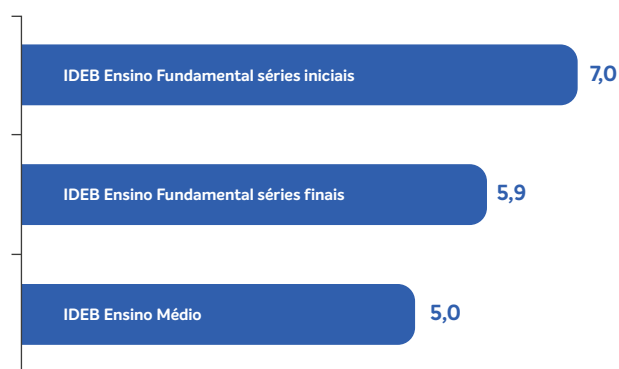 IDEB Ensino Fundamental séries iniciais 7,0
IDEB Ensino Fundamental séries finais 5,9
IDEB Ensino Médio 5,0